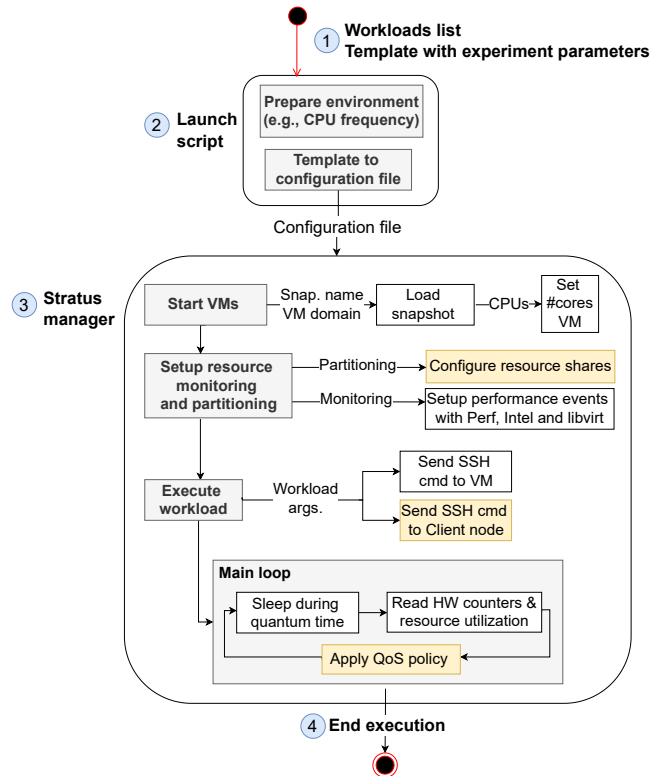 1
Workloads list
Template with experiment parameters
2
Launch
script
Prepare environment
(e.g., CPU frequency)
Template to
configuration file
Configuration file
3
Stratus
manager
Start VMs
Snap. name
VM domain
Load
snapshot
CPUs
Set
#cores
VM
Setup resource
monitoring
and partitioning
Partitioning
Configure resource shares
Monitoring
Setup performance events
with Perf, Intel and libvirt
Execute
workload
Workload
args.
Send SSH
cmd to VM
Send SSH cmd
to Client node
Main loop
Sleep during
quantum time
Read HW counters &
resource utilization
Apply QoS policy
4
End execution